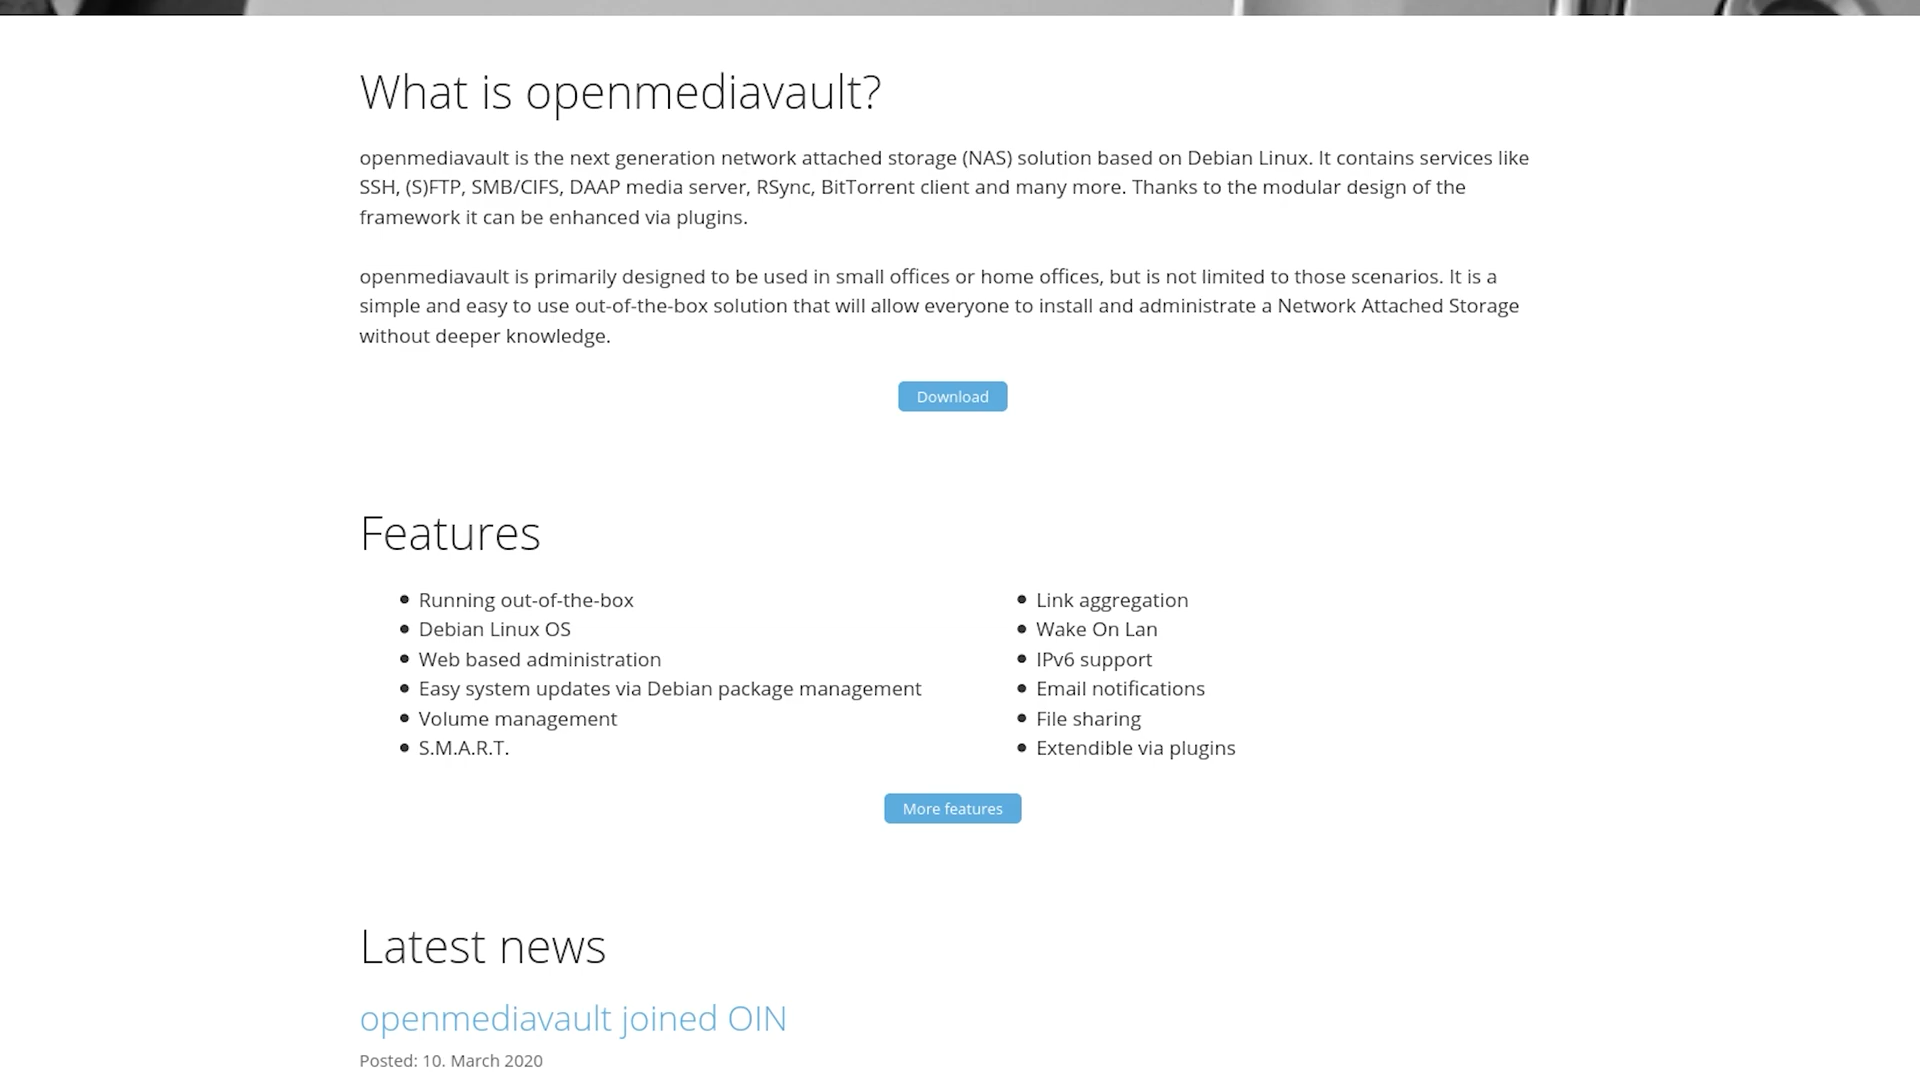 What is openmediavault?
openmediavault is the next generation network attached storage (NAS) solution based on Debian Linux. It contains services like
SSH, (S)FTP, SMB/CIFS, DAAP media server, RSync, BitTorrent client and many more. Thanks to the modular design of the
framework it can be enhanced via plugins.
openmediavault is primarily designed to be used in small offices or home offices, but is not limited to those scenarios. It is a
simple and easy to use out-of-the-box solution that will allow everyone to install and administrate a Network Attached Storage
without deeper knowledge.
Download
Features
Running out-of-the-box
Debian Linux OS
Web based administration
Easy system updates via Debian package management
Volume management
S.M.A.R.T.
Link aggregation
Wake On Lan
IPv6 support
Email notifications
File sharing
Extendible via plugins
More features
Latest news
openmediavault joined OIN
Posted: 10. March 2020